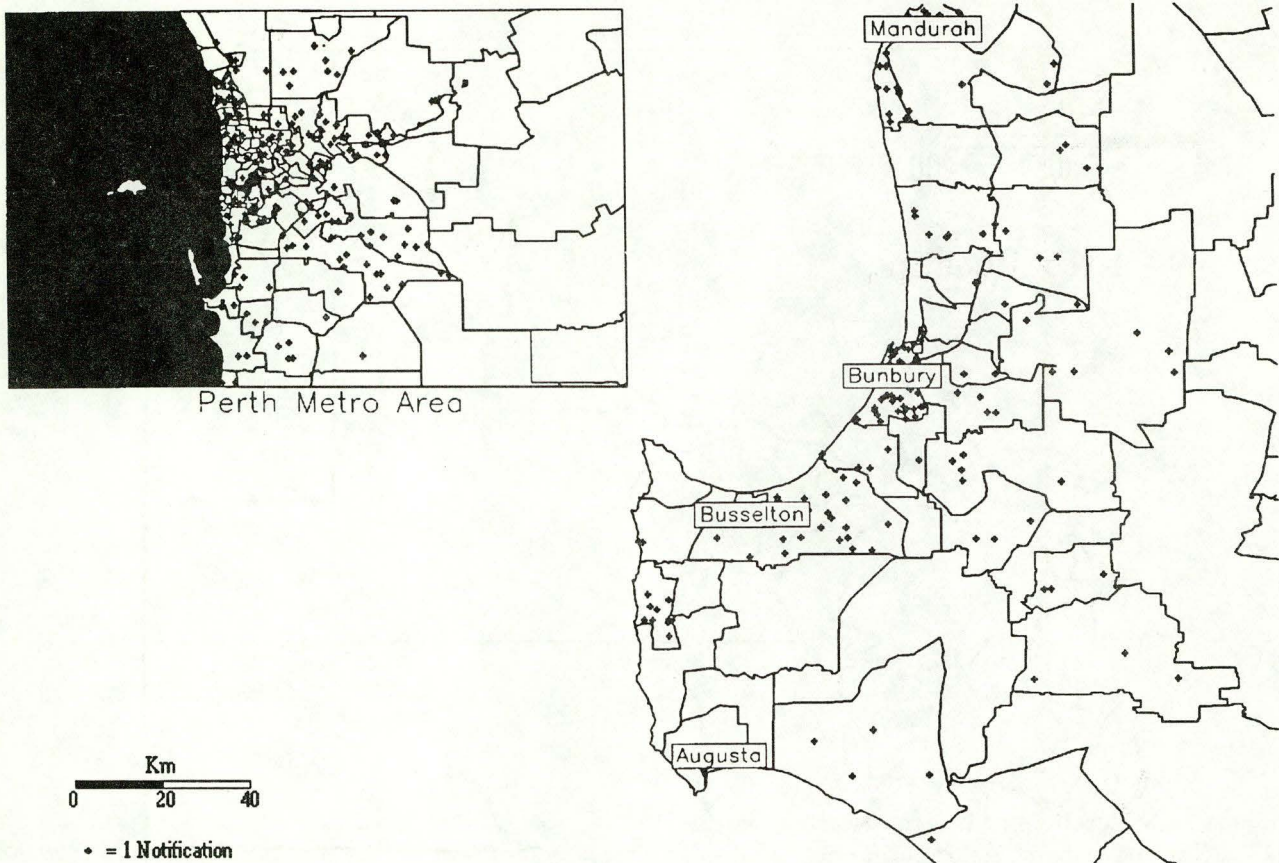 Mandurah
Perth Metro Area
Bunbury
Busselton
Augusta
Km
0 20 40
+ = 1 Notification